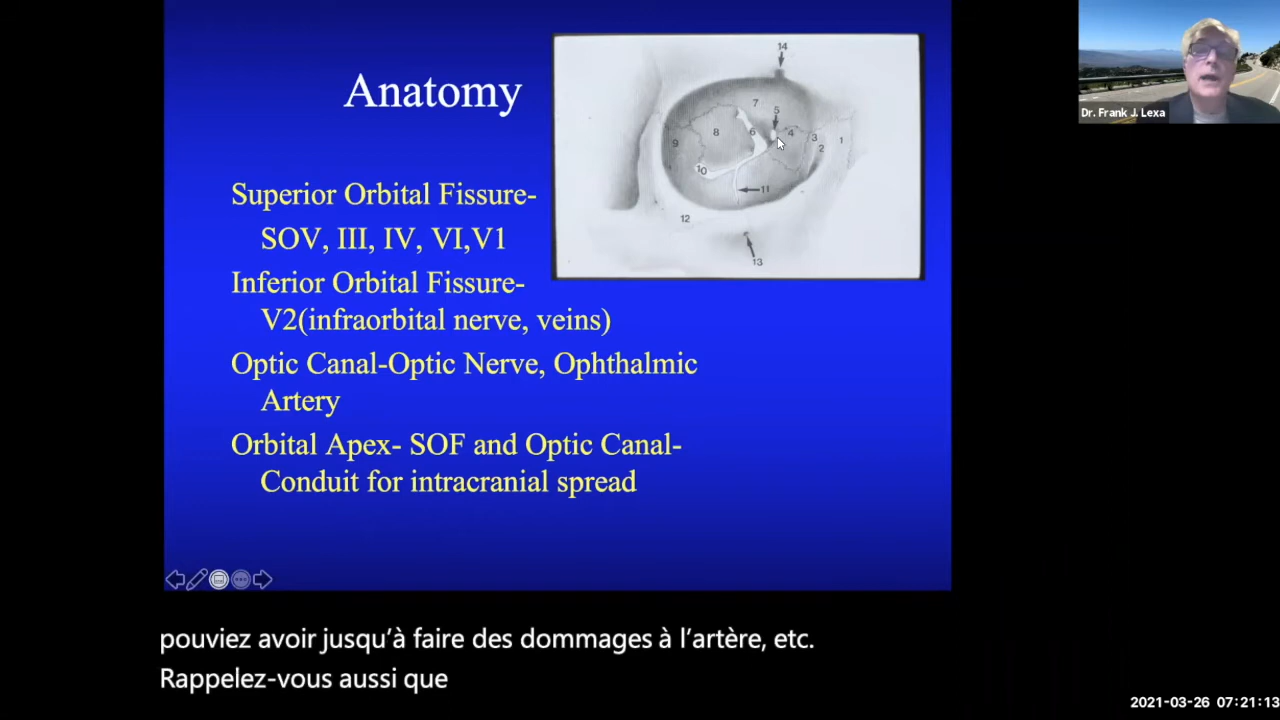 Anatomy
Superior Orbital Fissure-
SOV, III, IV, VI,V1
Inferior Orbital Fissure-
V2(infraorbital nerve, veins)
Optic Canal-Optic Nerve, Ophthalmic
Artery
Orbital Apex- SOF and Optic Canal-
Conduit for intracranial spread
14
7
5
8
6
4
3
1
9
2
10
11
12
13
Dr. Frank J. Lexa
pouviez avoir jusqu’à faire des dommages à l’artère, etc.
Rappelez-vous aussi que
2021-03-26 07:21:13